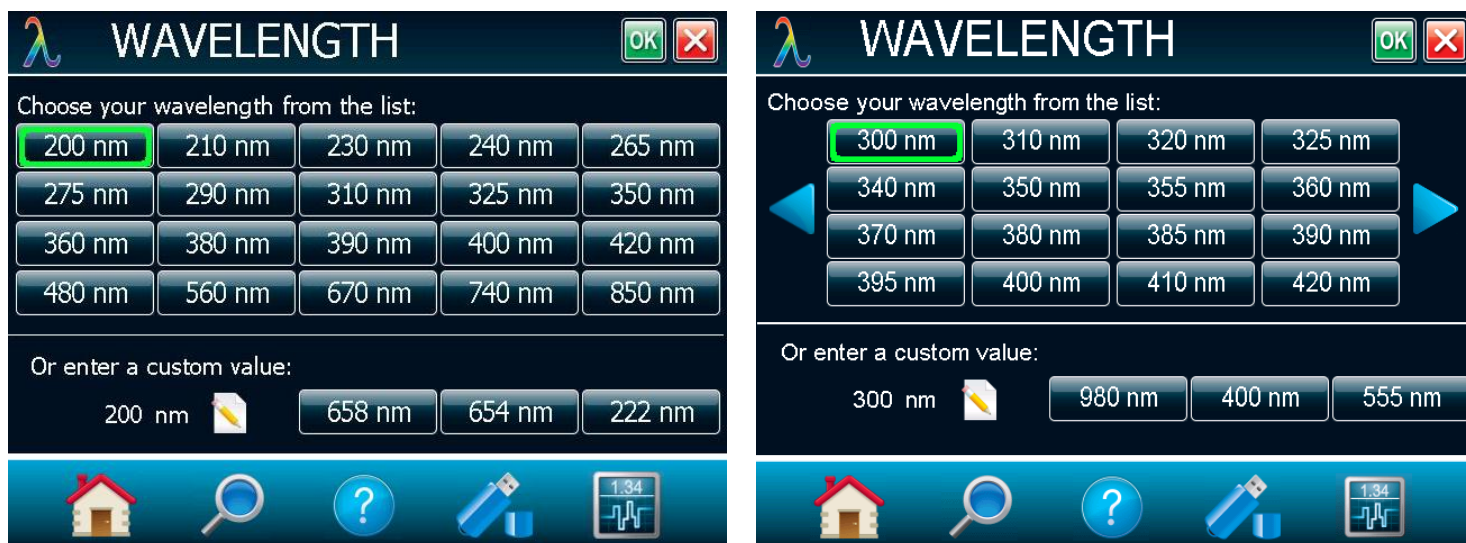 λ WAVELENGTH OK
Choose your wavelength from the list:
200 nm 210 nm 230 nm 240 nm 265 nm
275 nm 290 nm 310 nm 325 nm 350 nm
360 nm 380 nm 390 nm 400 nm 420 nm
480 nm 560 nm 670 nm 740 nm 850 nm
Or enter a custom value:
200 nm 658 nm 654 nm 222 nm
?
1.34
λ WAVELENGTH OK
Choose your wavelength from the list:
300 nm 310 nm 320 nm 325 nm
340 nm 350 nm 355 nm 360 nm
370 nm 380 nm 385 nm 390 nm
395 nm 400 nm 410 nm 420 nm
Or enter a custom value:
300 nm 980 nm 400 nm 555 nm
?
1.34